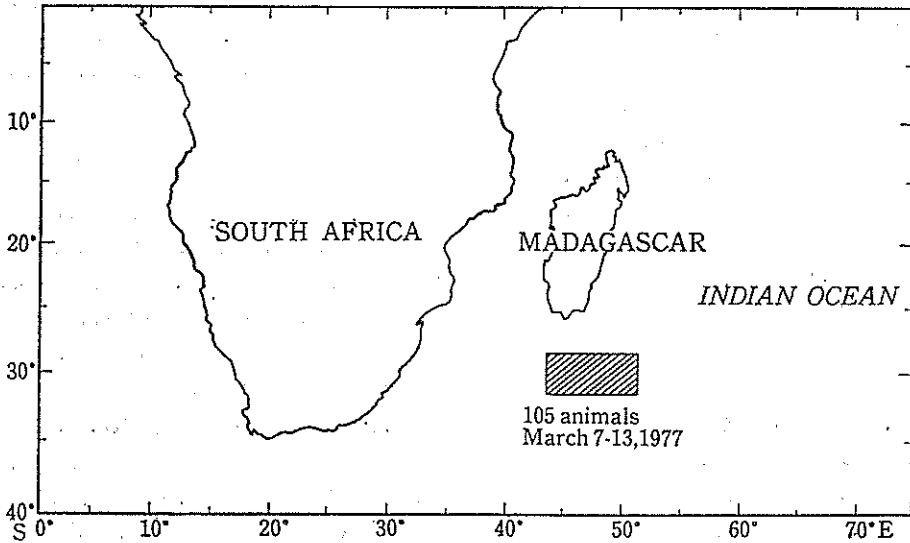 10°
SOUTH AFRICA
20°
MADAGASCAR
INDIAN OCEAN
30°
105 animals
March 7-13,1977
40°
S 0° 10° 20° 30° 40° 50° 60° 70° E